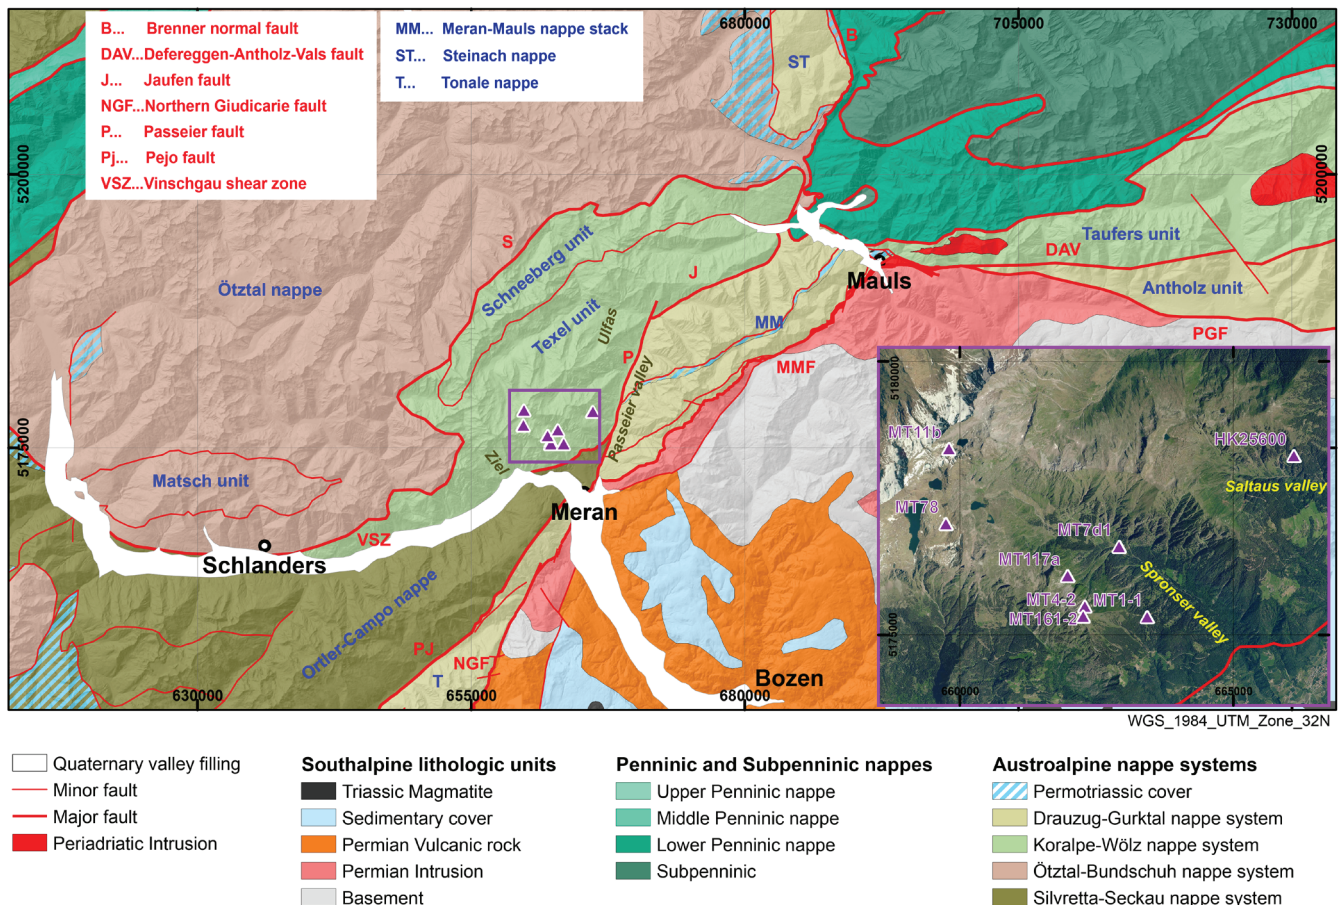 B... Brenner normal fault
DAV...Defereggen-Antholz-Vals fault
J... Jaufen fault
NGF...Northern Giudicarie fault
P... Passeier fault
Pj... Pejo fault
VSZ...Vinschgau shear zone
MM... Meran-Mauls nappe stack
ST... Steinach nappe
T... Tonale nappe
680000
705000
730000
B
ST
5200000
5200000
S
Schneeberg unit
J
Taufers unit
DAV
Ötztal nappe
Mauls
Antholz unit
Texel unit
Ulfas
MM
PGF
P
MMF
Passeier valley
5180000
MT11b
HK25600
5175000
Ziel
Saltaus valley
Matsch unit
MT78
Meran
MT7d1
VSZ
MT117a
Schlanders
Spronser valley
MT4-2
MT1-1
MT161-2
Ortler-Campo nappe
5175000
PJ
NGF
T
Bozen
630000
655000
680000
660000
665000
WGS_1984_UTM_Zone_32N
Quaternary valley filling
Minor fault
Major fault
Periadriatic Intrusion
Southalpine lithologic units
Triassic Magmatite
Sedimentary cover
Permian Vulcanic rock
Permian Intrusion
Basement
Penninic and Subpenninic nappes
Upper Penninic nappe
Middle Penninic nappe
Lower Penninic nappe
Subpenninic
Austroalpine nappe systems
Permotriassic cover
Drauzug-Gurktal nappe system
Koralpe-Wölz nappe system
Ötztal-Bundschuh nappe system
Silvretta-Seckau nappe system